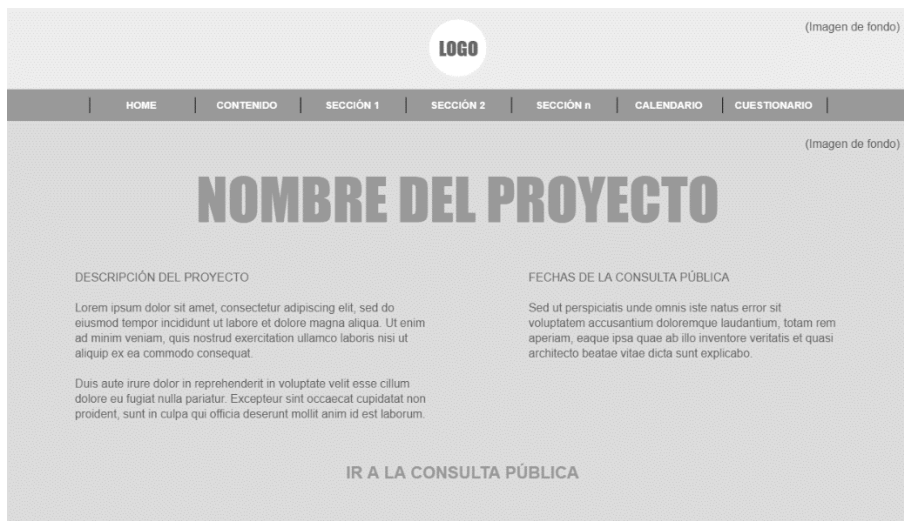 (Imagen de fondo)
LOGO
HOME CONTENIDO SECCIÓN 1 SECCIÓN 2 SECCIÓN n CALENDARIO CUESTIONARIO
(Imagen de fondo)
NOMBRE DEL PROYECTO
DESCRIPCIÓN DEL PROYECTO
Lorem ipsum dolor sit amet, consectetur adipiscing elit, sed do
eiusmod tempor incididunt ut labore et dolore magna aliqua. Ut enim
ad minim veniam, quis nostrud exercitation ullamco laboris nisi ut
aliquip ex ea commodo consequat.
Duis aute irure dolor in reprehenderit in voluptate velit esse cillum
dolore eu fugiat nulla pariatur. Excepteur sint occaecat cupidatat non
proident, sunt in culpa qui officia deserunt mollit anim id est laborum.
FECHAS DE LA CONSULTA PÚBLICA
Sed ut perspiciatis unde omnis iste natus error sit
voluptatem accusantium doloremque laudantium, totam rem
aperiam, eaque ipsa quae ab illo inventore veritatis et quasi
architecto beatae vitae dicta sunt explicabo.
IR A LA CONSULTA PÚBLICA